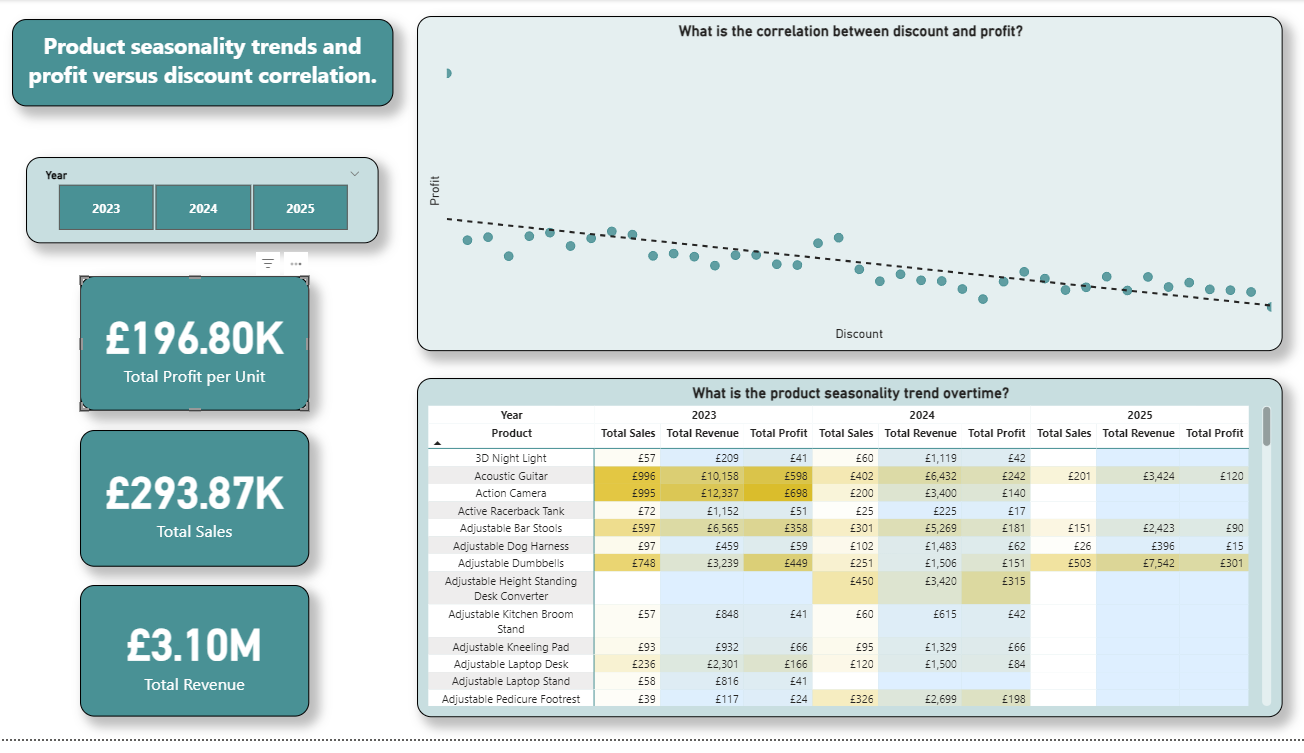 Product seasonality trends and
profit versus discount correlation.
Year
2023 2024 2025
£196.80K
Total Profit per Unit
£293.87K
Total Sales
£3.10M
Total Revenue
What is the correlation between discount and profit?
Profit
Discount
What is the product seasonality trend overtime?
Year 2023 2024 2025
Product Total Sales Total Revenue Total Profit Total Sales Total Revenue Total Profit Total Sales Total Revenue Total Profit
3D Night Light £57 £209 £41 £60 £1,119 £42
Acoustic Guitar £996 £10,158 £598 £402 £6,432 £242 £201 £3,424 £120
Action Camera £995 £12,337 £698 £200 £3,400 £140
Active Racerback Tank £72 £1,152 £51 £25 £225 £17
Adjustable Bar Stools £597 £6,565 £358 £301 £5,269 £181 £151 £2,423 £90
Adjustable Dog Harness £97 £459 £59 £102 £1,483 £62 £26 £396 £15
Adjustable Dumbbells £748 £3,239 £449 £251 £1,506 £151 £503 £7,542 £301
Adjustable Height Standing £450 £3,420 £315
Desk Converter
Adjustable Kitchen Broom £57 £848 £41 £60 £615 £42
Stand
Adjustable Kneeling Pad £93 £932 £66 £95 £1,329 £66
Adjustable Laptop Desk £236 £2,301 £166 £120 £1,500 £84
Adjustable Laptop Stand £58 £816 £41
Adjustable Pedicure Footrest £39 £117 £24 £326 £2,699 £198